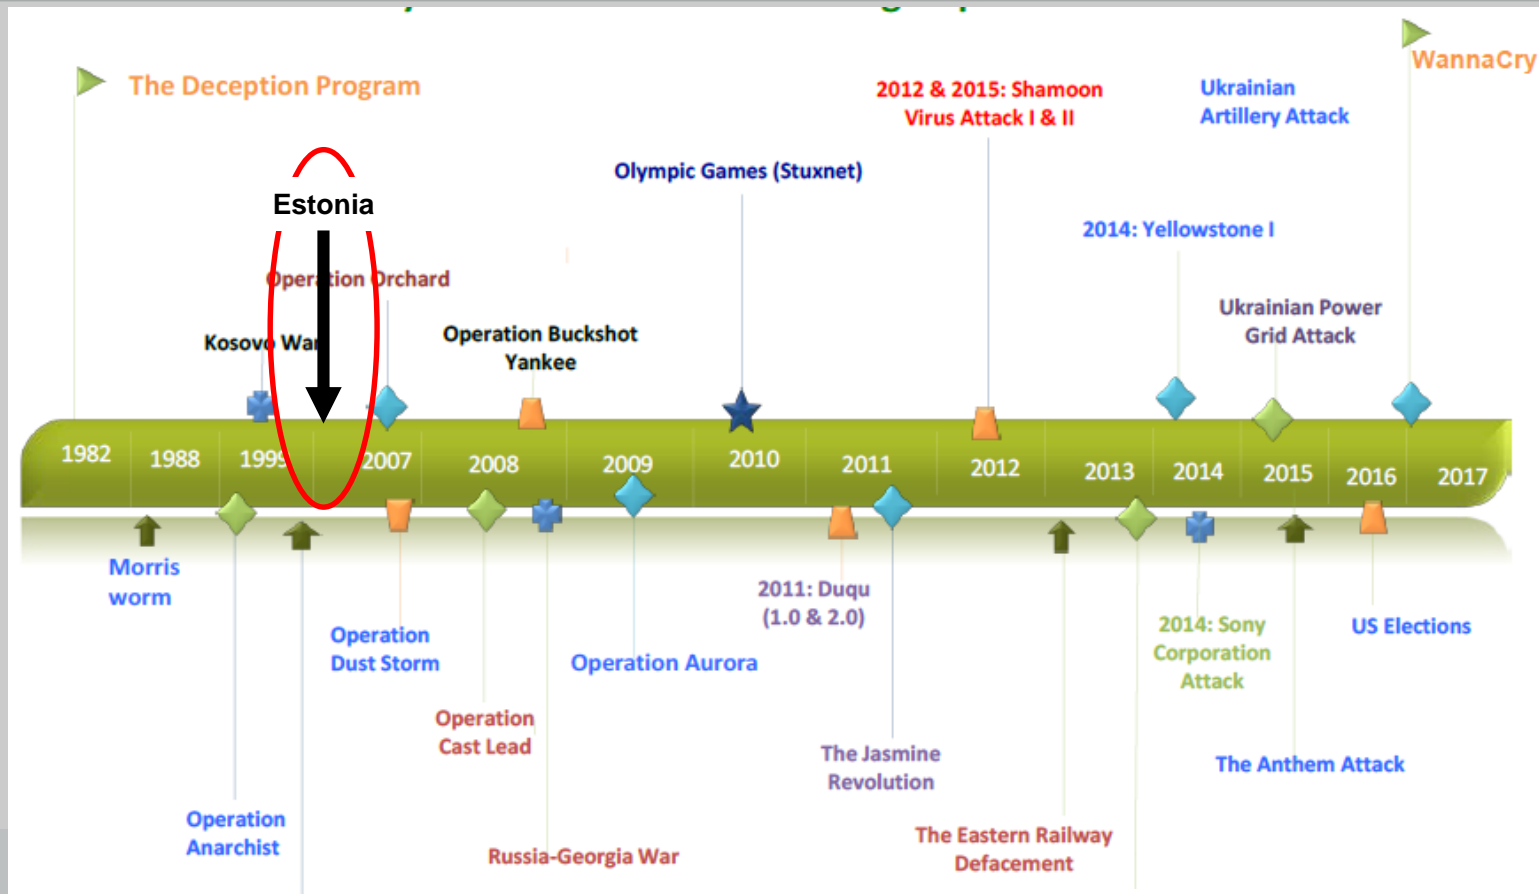 The Deception Program
WannaCry
2012 & 2015: Shamoon
Virus Attack I & II
Ukrainian
Artillery Attack
Olympic Games (Stuxnet)
Estonia
2014: Yellowstone I
Operation Orchard
Ukrainian Power
Grid Attack
Kosovo War
Operation Buckshot
Yankee
1982
1988
1999
2007
2008
2009
2010
2011
2012
2013
2014
2015
2016
2017
Morris
worm
Operation
Dust Storm
Operation Aurora
2011: Duqu
(1.0 & 2.0)
2014: Sony
Corporation
Attack
US Elections
Operation
Cast Lead
The Jasmine
Revolution
The Anthem Attack
Operation
Anarchist
Russia-Georgia War
The Eastern Railway
Defacement